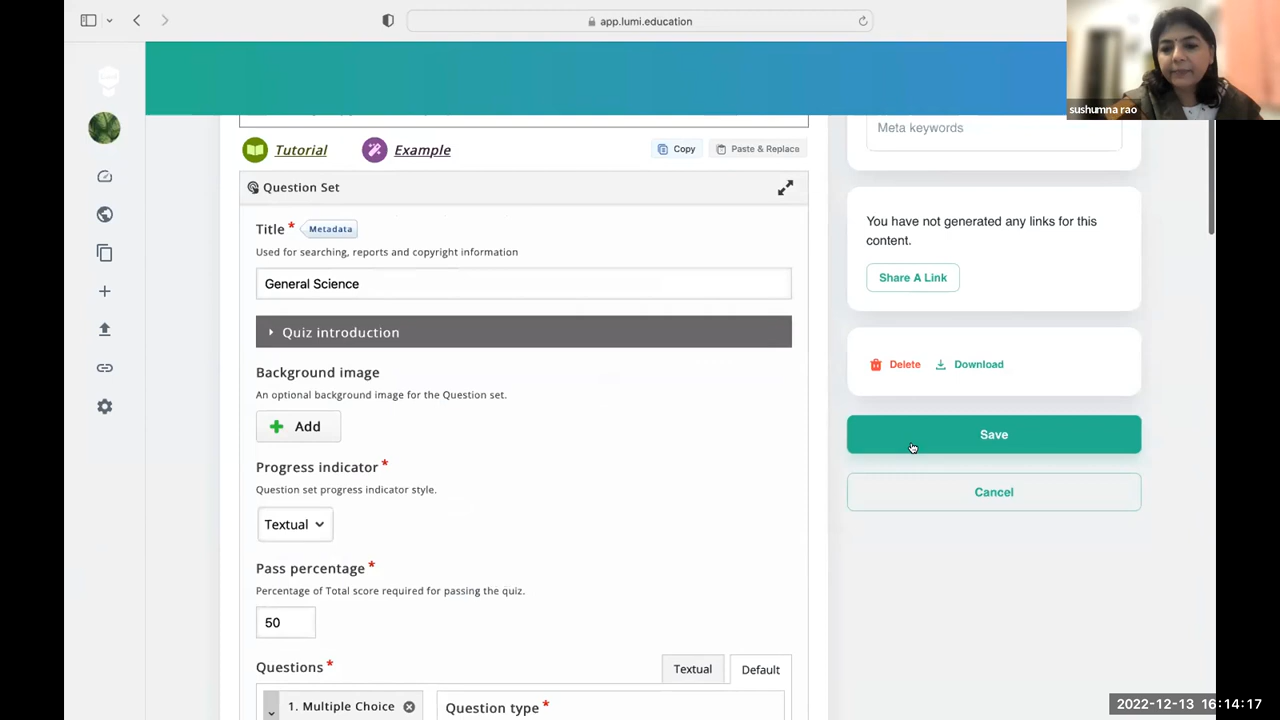 app.lumi.education
sushumna rao
Meta keywords
Tutorial
Example
Copy
Paste & Replace
Question Set
Title * Metadata
Used for searching, reports and copyright information
General Science
Quiz introduction
Background image
An optional background image for the Question set.
Add
Progress indicator *
Question set progress indicator style.
Textual
Pass percentage *
Percentage of Total score required for passing the quiz.
50
Questions *
Textual
Default
1. Multiple Choice
Question type *
You have not generated any links for this
content.
Share A Link
Delete
Download
Save
Cancel
2022-12-13 16:14:17